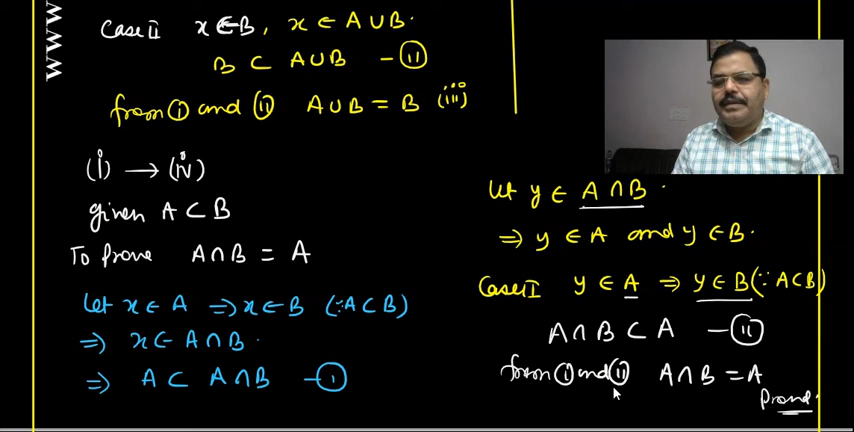 WWW
Case II x ∈ B, x ∈ A ∪ B.
B ⊂ A ∪ B - (ii)
from (i) and (ii) A ∪ B = B (iii)
(i) → (iv)
given A ⊂ B
To prove A ∩ B = A
Let x ∈ A ⇒ x ∈ B (∵ A ⊂ B)
⇒ x ∈ A ∩ B.
⇒ A ⊂ A ∩ B - (i)
let y ∈ A ∩ B.
⇒ y ∈ A and y ∈ B.
Case I y ∈ A ⇒ y ∈ B (∵ A ⊂ B)
A ∩ B ⊂ A - (ii)
from (i) and (ii) A ∩ B = A